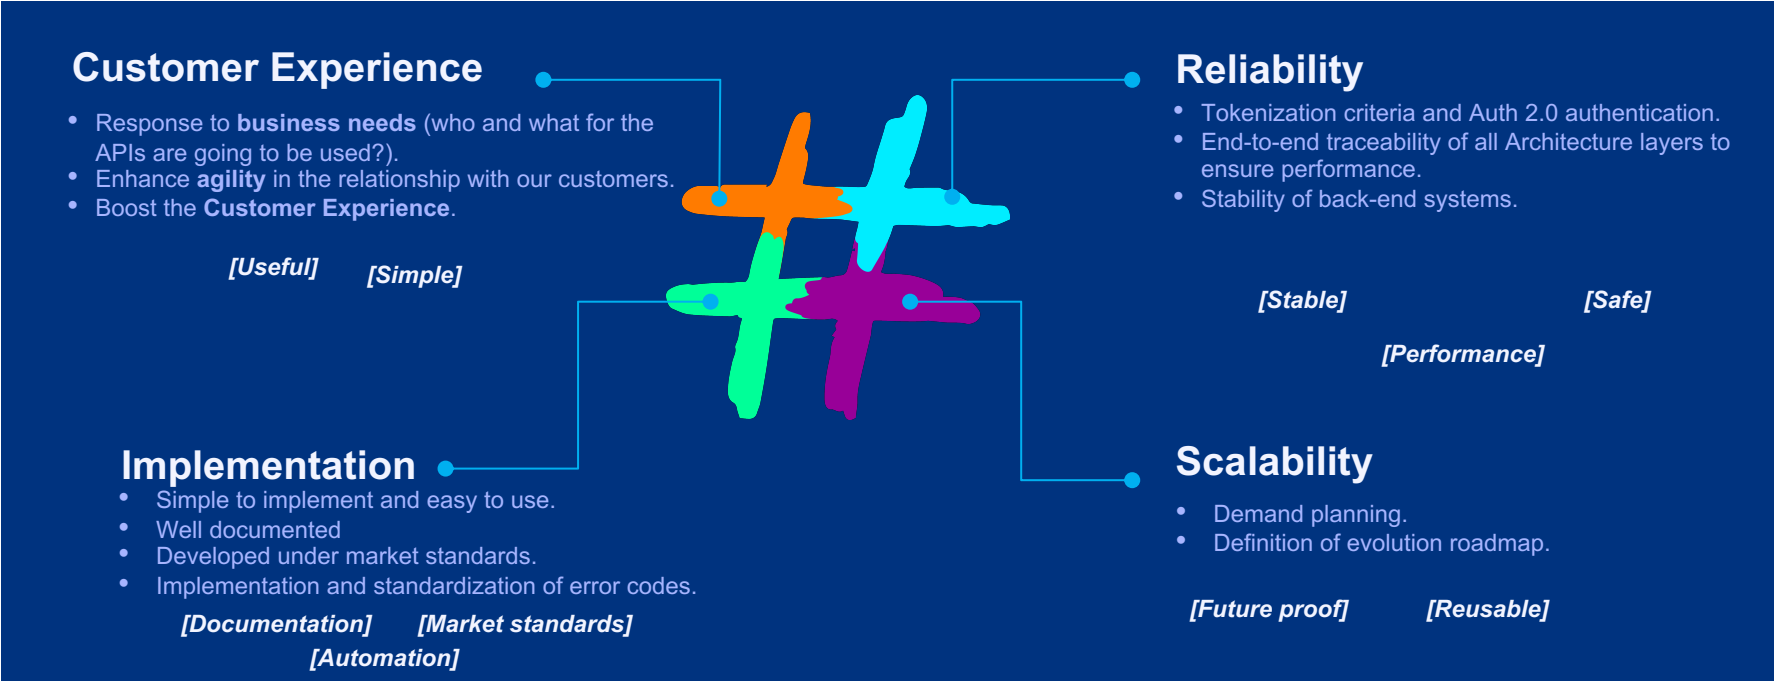 Customer Experience
• Response to business needs (who and what for the
APIs are going to be used?).
• Enhance agility in the relationship with our customers.
• Boost the Customer Experience.
[Useful] [Simple]
Reliability
• Tokenization criteria and Auth 2.0 authentication.
• End-to-end traceability of all Architecture layers to
ensure performance.
• Stability of back-end systems.
[Stable] [Safe]
[Performance]
Implementation
• Simple to implement and easy to use.
• Well documented
• Developed under market standards.
• Implementation and standardization of error codes.
[Documentation] [Market standards]
[Automation]
Scalability
• Demand planning.
• Definition of evolution roadmap.
[Future proof] [Reusable]